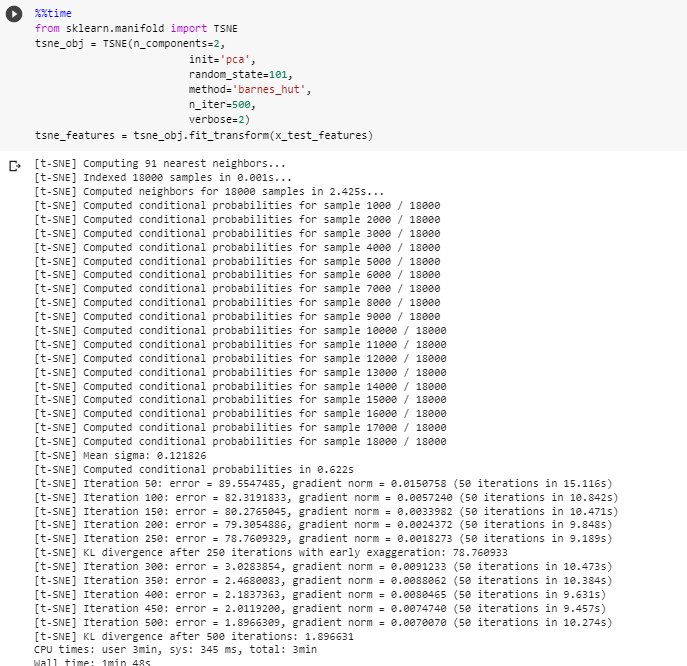 %%time
from sklearn.manifold import TSNE
tsne_obj = TSNE(n_components=2,
init='pca',
random_state=101,
method='barnes_hut',
n_iter=500,
verbose=2)
tsne_features = tsne_obj.fit_transform(x_test_features)
[t-SNE] Computing 91 nearest neighbors...
[t-SNE] Indexed 18000 samples in 0.001s...
[t-SNE] Computed neighbors for 18000 samples in 2.425s...
[t-SNE] Computed conditional probabilities for sample 1000 / 18000
[t-SNE] Computed conditional probabilities for sample 2000 / 18000
[t-SNE] Computed conditional probabilities for sample 3000 / 18000
[t-SNE] Computed conditional probabilities for sample 4000 / 18000
[t-SNE] Computed conditional probabilities for sample 5000 / 18000
[t-SNE] Computed conditional probabilities for sample 6000 / 18000
[t-SNE] Computed conditional probabilities for sample 7000 / 18000
[t-SNE] Computed conditional probabilities for sample 8000 / 18000
[t-SNE] Computed conditional probabilities for sample 9000 / 18000
[t-SNE] Computed conditional probabilities for sample 10000 / 18000
[t-SNE] Computed conditional probabilities for sample 11000 / 18000
[t-SNE] Computed conditional probabilities for sample 12000 / 18000
[t-SNE] Computed conditional probabilities for sample 13000 / 18000
[t-SNE] Computed conditional probabilities for sample 14000 / 18000
[t-SNE] Computed conditional probabilities for sample 15000 / 18000
[t-SNE] Computed conditional probabilities for sample 16000 / 18000
[t-SNE] Computed conditional probabilities for sample 17000 / 18000
[t-SNE] Computed conditional probabilities for sample 18000 / 18000
[t-SNE] Mean sigma: 0.121826
[t-SNE] Computed conditional probabilities in 0.622s
[t-SNE] Iteration 50: error = 89.5547485, gradient norm = 0.0150758 (50 iterations in 15.116s)
[t-SNE] Iteration 100: error = 82.3191833, gradient norm = 0.0057240 (50 iterations in 10.842s)
[t-SNE] Iteration 150: error = 80.2765045, gradient norm = 0.0033982 (50 iterations in 10.471s)
[t-SNE] Iteration 200: error = 79.3054886, gradient norm = 0.0024372 (50 iterations in 9.848s)
[t-SNE] Iteration 250: error = 78.7609329, gradient norm = 0.0018273 (50 iterations in 9.189s)
[t-SNE] KL divergence after 250 iterations with early exaggeration: 78.760933
[t-SNE] Iteration 300: error = 3.0283854, gradient norm = 0.0091233 (50 iterations in 10.473s)
[t-SNE] Iteration 350: error = 2.4680083, gradient norm = 0.0088062 (50 iterations in 10.384s)
[t-SNE] Iteration 400: error = 2.1837363, gradient norm = 0.0080465 (50 iterations in 9.631s)
[t-SNE] Iteration 450: error = 2.0119200, gradient norm = 0.0074740 (50 iterations in 9.457s)
[t-SNE] Iteration 500: error = 1.8966309, gradient norm = 0.0070070 (50 iterations in 10.274s)
[t-SNE] KL divergence after 500 iterations: 1.896631
CPU times: user 3min, sys: 345 ms, total: 3min
Wall time: 1min 48s